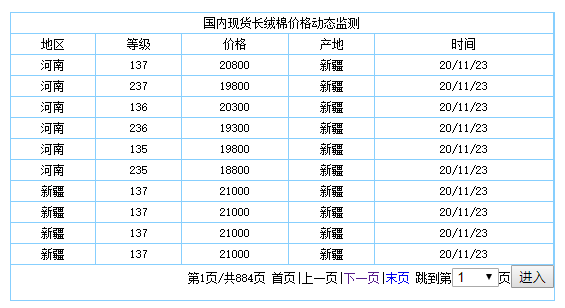 国内现货长绒棉价格动态监测
地区 等级 价格 产地 时间
河南 137 20800 新疆 20/11/23
河南 237 19800 新疆 20/11/23
河南 136 20300 新疆 20/11/23
河南 236 19300 新疆 20/11/23
河南 135 19800 新疆 20/11/23
河南 235 18800 新疆 20/11/23
新疆 137 21000 新疆 20/11/23
新疆 137 21000 新疆 20/11/23
新疆 137 21000 新疆 20/11/23
新疆 137 21000 新疆 20/11/23
第1页/共884页 首页|上一页|下一页|末页 跳到第 1 页 进入